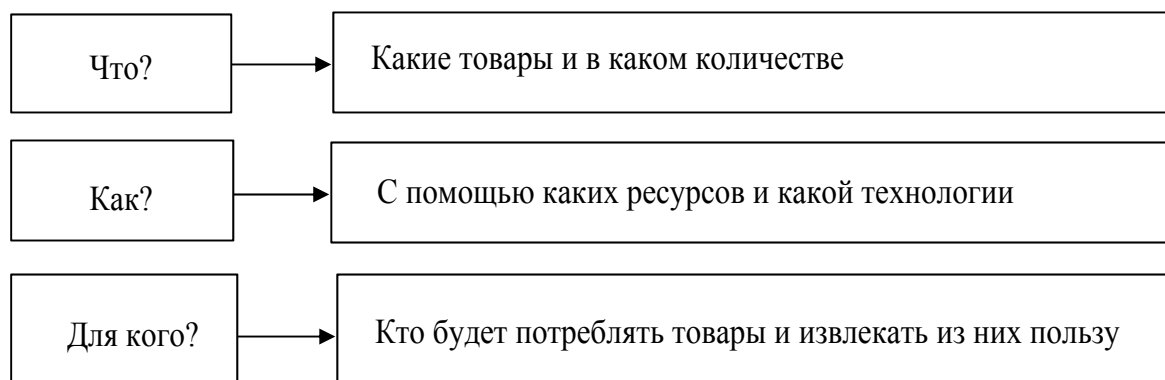 Что?
Какие товары и в каком количестве
Как?
С помощью каких ресурсов и какой технологии
Для кого?
Кто будет потреблять товары и извлекать из них пользу